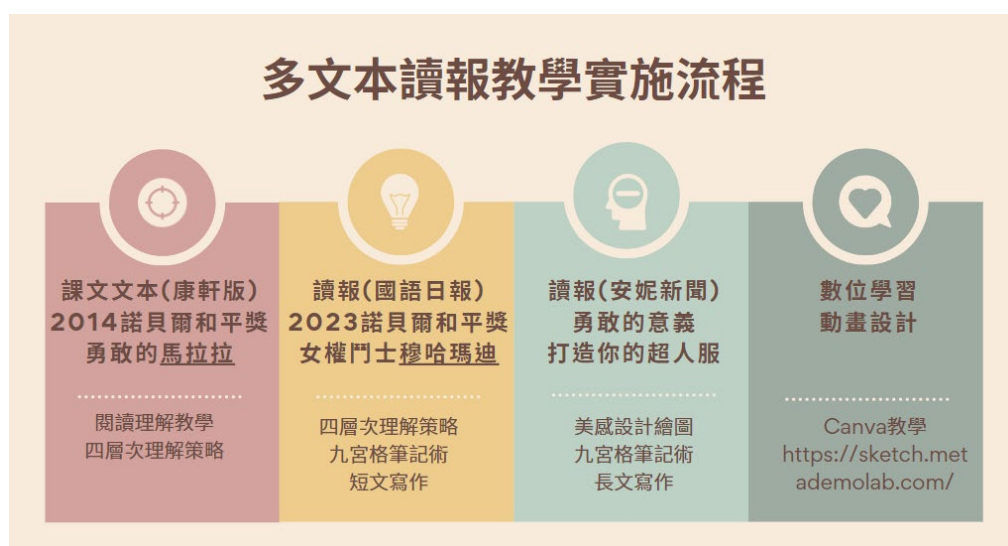 多文本讀報教學實施流程
課文文本(康軒版)
2014諾貝爾和平獎
勇敢的馬拉拉
閱讀理解教學
四層次理解策略
讀報(國語日報)
2023諾貝爾和平獎
女權鬥士穆哈瑪迪
四層次理解策略
九宮格筆記術
短文寫作
讀報(安妮新聞)
勇敢的意義
打造你的超人服
美感設計繪圖
九宮格筆記術
長文寫作
數位學習
動畫設計
Canva教學
https://sketch.met
ademolab.com/